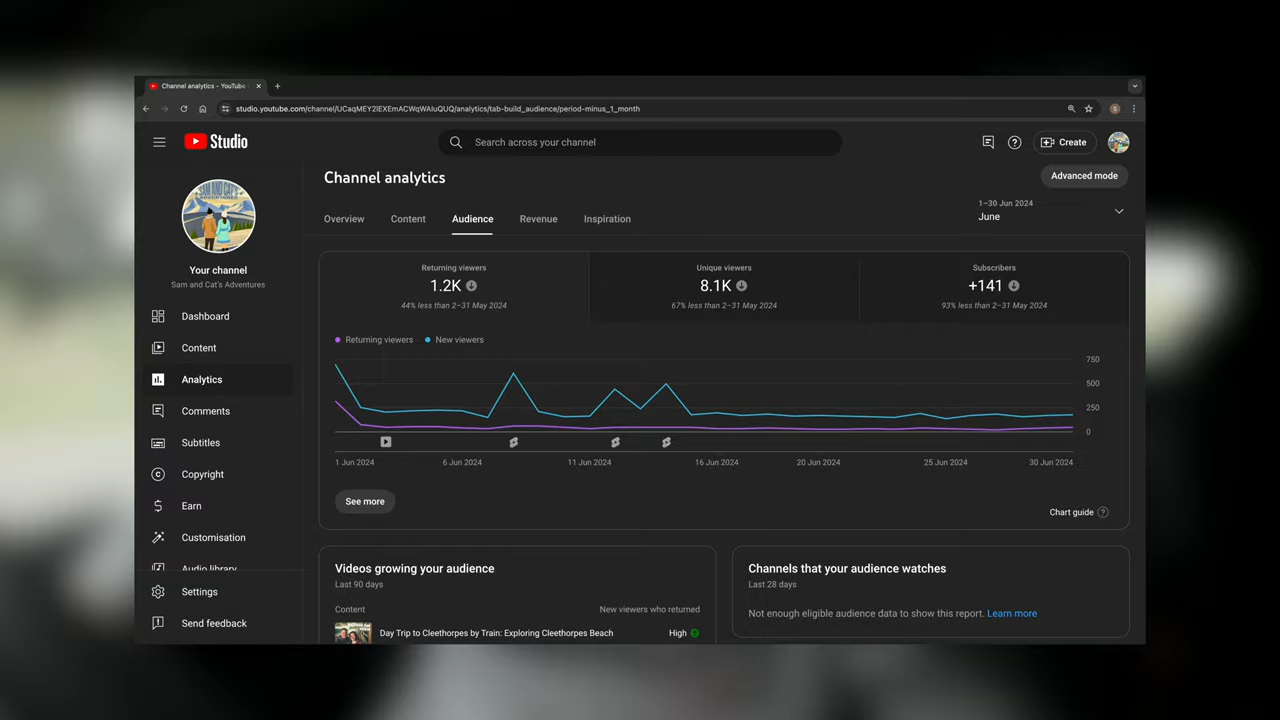 Channel analytics - YouTube
studio.youtube.com/channel/UCaqMEY2IEXEmACWqWAIuQUQ/analytics/tab-build_audience/period-minus_1_month
Studio
Search across your channel
Create
SAM AND CAT'S
ADVENTURES
Your channel
Sam and Cat's Adventures
Dashboard
Content
Analytics
Comments
Subtitles
Copyright
Earn
Customisation
Audio library
Settings
Send feedback
Channel analytics
Advanced mode
Overview Content Audience Revenue Inspiration
1–30 Jun 2024
June
Returning viewers
1.2K
44% less than 2–31 May 2024
Unique viewers
8.1K
67% less than 2–31 May 2024
Subscribers
+141
93% less than 2–31 May 2024
Returning viewers New viewers
750
500
250
0
1 Jun 2024 6 Jun 2024 11 Jun 2024 16 Jun 2024 20 Jun 2024 25 Jun 2024 30 Jun 2024
See more
Chart guide
Videos growing your audience
Last 90 days
Content New viewers who returned
Day Trip to Cleethorpes by Train: Exploring Cleethorpes Beach High
Channels that your audience watches
Last 28 days
Not enough eligible audience data to show this report. Learn more